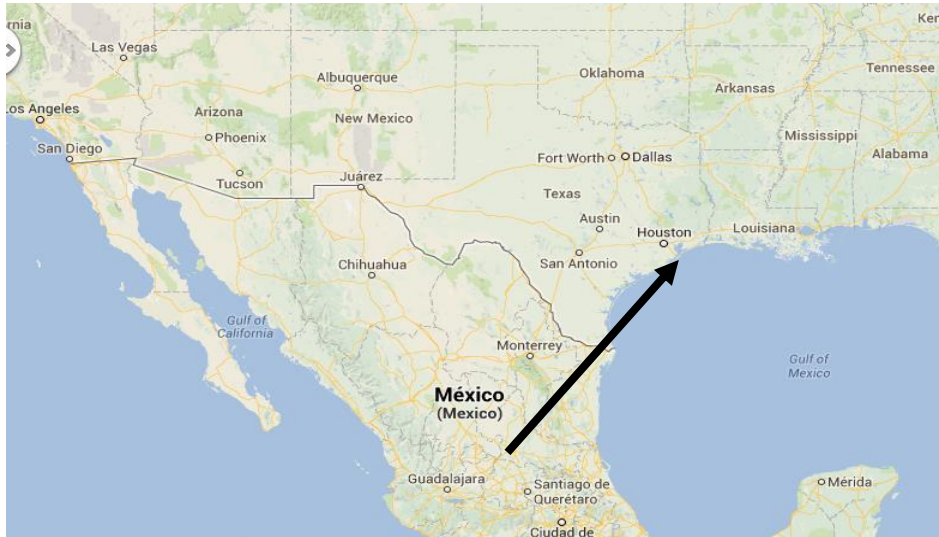 rnia
Ken
Las Vegas
Oklahoma
Tennessee
Albuquerque
Arkansas
Los Angeles
Arizona
New Mexico
Phoenix
Mississippi
San Diego
Fort Worth
Dallas
Alabama
Juárez
Tucson
Texas
Austin
Houston
Louisiana
Chihuahua
San Antonio
Gulf of
California
Monterrey
Gulf of
Mexico
México
(Mexico)
Guadalajara
Santiago de
Querétaro
Mérida
Ciudad de